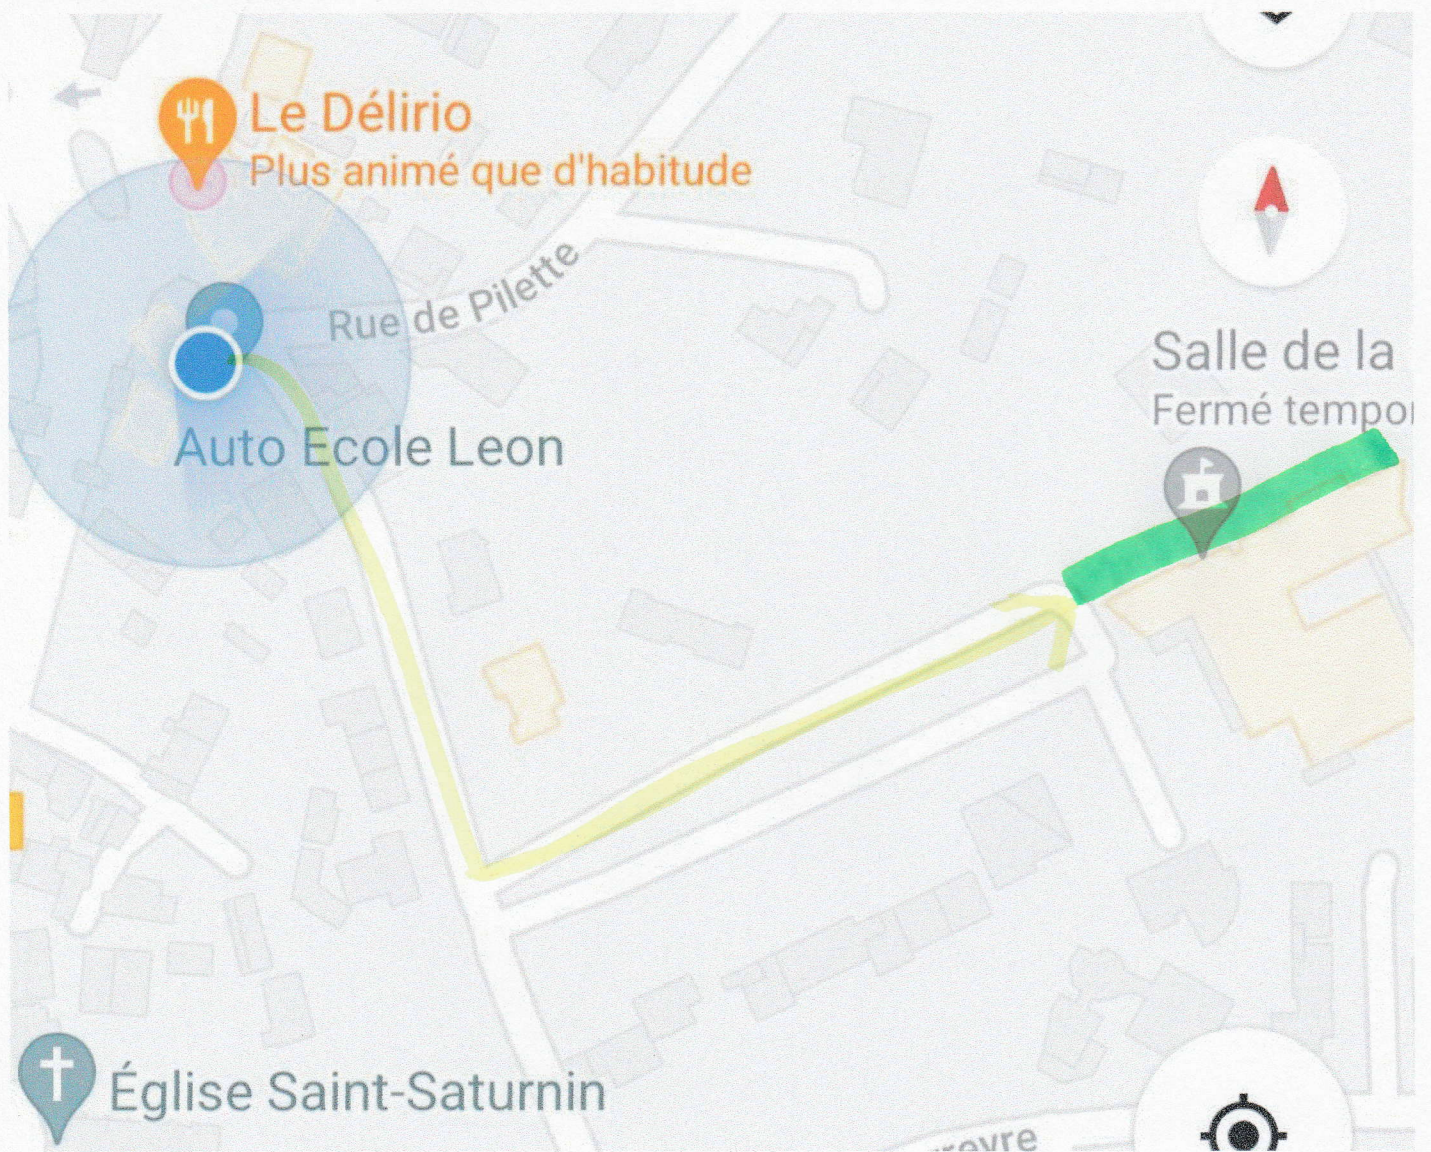 Le Délirio
Plus animé que d'habitude
Rue de Pilette
Salle de la
Fermé tempo
Auto Ecole Leon
Église Saint-Saturnin